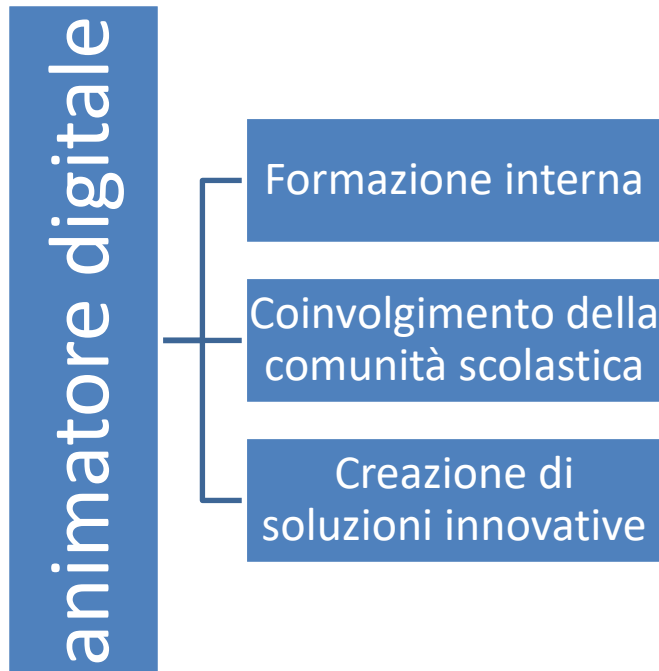 animatore digitale
Formazione interna
Coinvolgimento della
comunità scolastica
Creazione di
soluzioni innovative